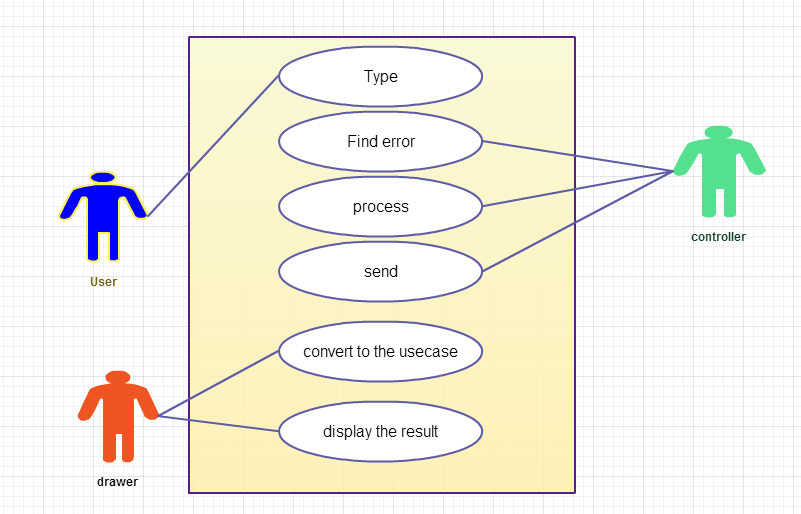 Type
Find error
process
send
convert to the usecase
display the result
User
drawer
controller